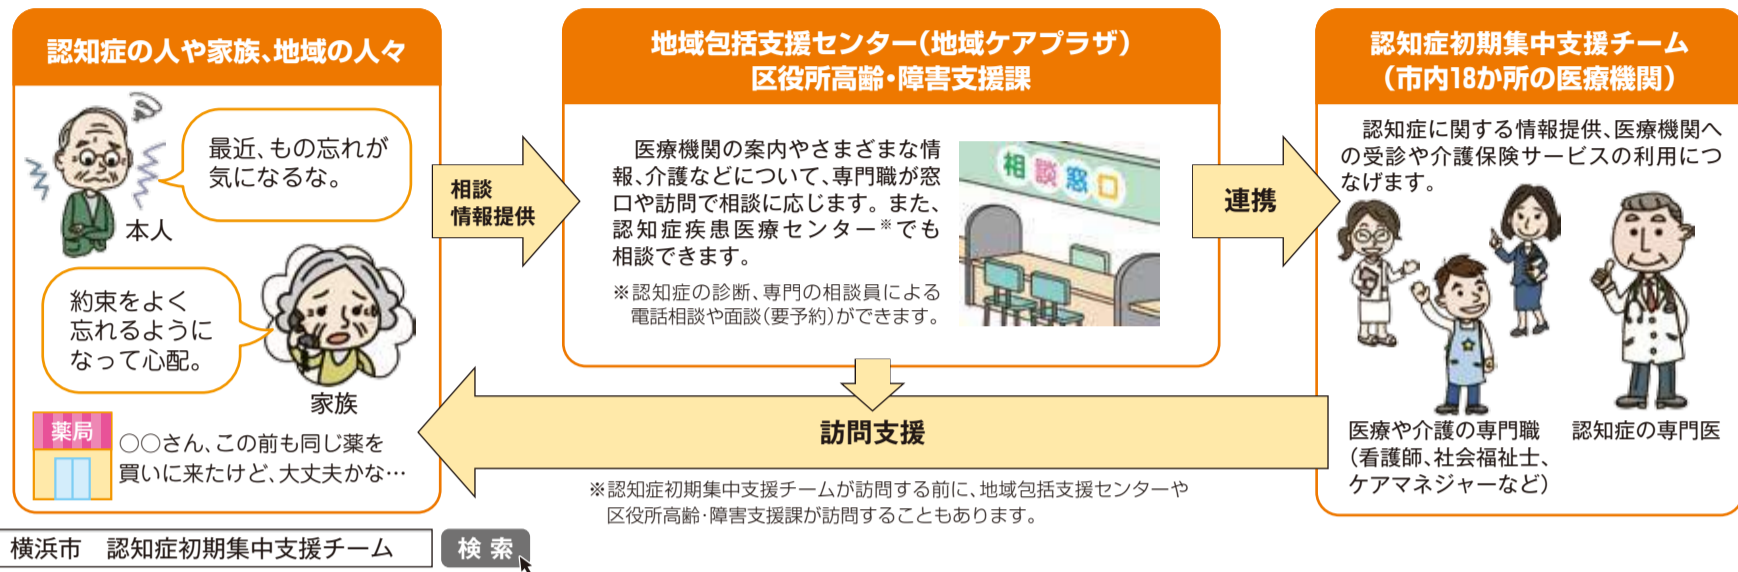 認知症の人や家族、地域の人々
最近、もの忘れが
気になるな。
本人
約束をよく
忘れるように
なって心配。
家族
薬局
○○さん、この前も同じ薬を
買いに来たけど、大丈夫かな…
相談
情報提供
地域包括支援センター(地域ケアプラザ)
区役所高齢・障害支援課
医療機関の案内やさまざまな情
報、介護などについて、専門職が窓
口や訪問で相談に応じます。また、
認知症疾患医療センター※でも
相談できます。
※認知症の診断、専門の相談員による
電話相談や面談(要予約)ができます。
相談窓口
連携
認知症初期集中支援チーム
(市内18か所の医療機関)
認知症に関する情報提供、医療機関へ
の受診や介護保険サービスの利用につ
なげます。
医療や介護の専門職
(看護師、社会福祉士、
ケアマネジャーなど)
認知症の専門医
訪問支援
※認知症初期集中支援チームが訪問する前に、地域包括支援センターや
区役所高齢・障害支援課が訪問することもあります。
横浜市 認知症初期集中支援チーム
検索